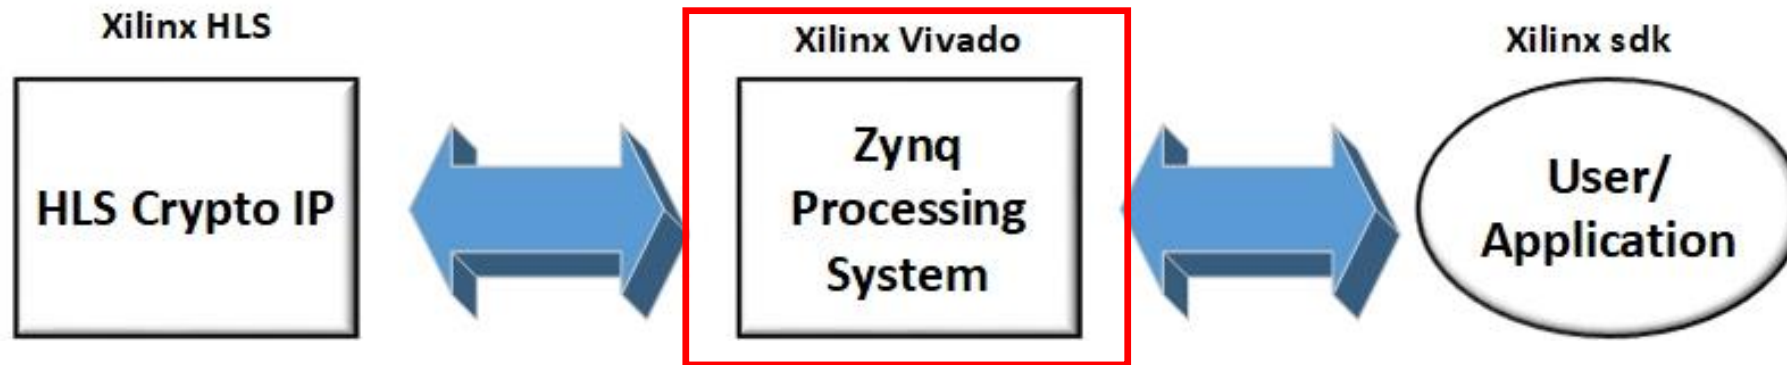 Xilinx HLS
HLS Crypto IP
Xilinx Vivado
Zynq
Processing
System
Xilinx sdk
User/
Application